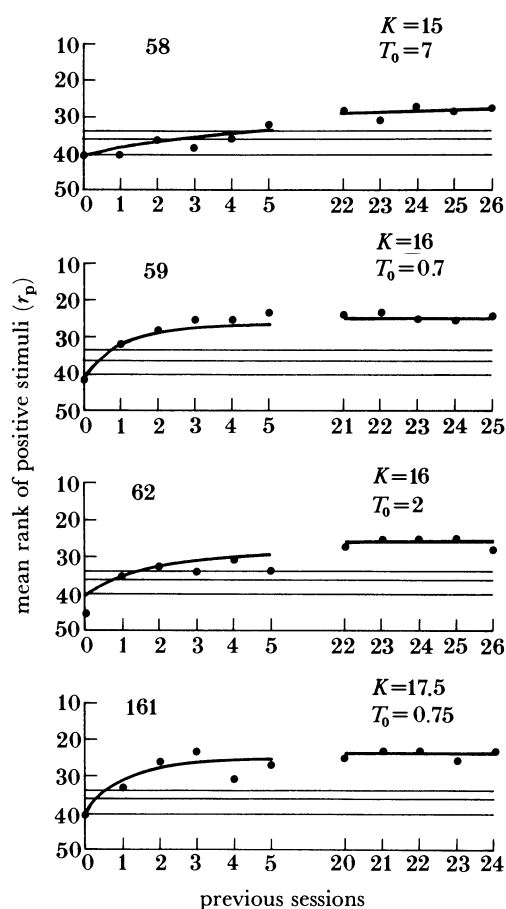 58
K=15
T₀=7
10
20
30
40
50
0 1 2 3 4 5 22 23 24 25 26
59
K=16
T₀=0.7
10
20
30
40
50
0 1 2 3 4 5 21 22 23 24 25
62
K=16
T₀=2
10
20
30
40
50
0 1 2 3 4 5 22 23 24 25 26
161
K=17.5
T₀=0.75
10
20
30
40
50
0 1 2 3 4 5 20 21 22 23 24
mean rank of positive stimuli (rₚ)
previous sessions